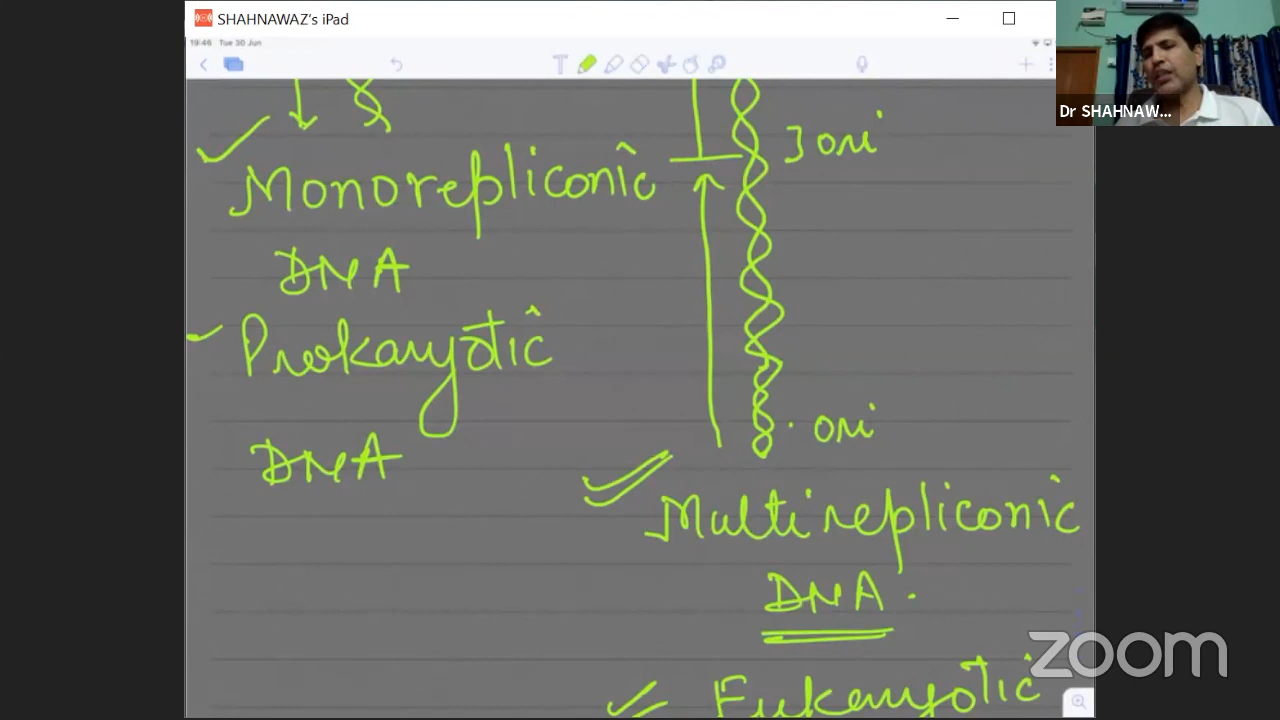 SHAHNAWAZ's iPad
19:46 Tue 30 Jun
Dr SHAHNAW...
3 ori
Monorepliconic
DNA
Prokaryotic
DNA
ori
Multirepliconic
DNA.
Eukaryotic
zoom